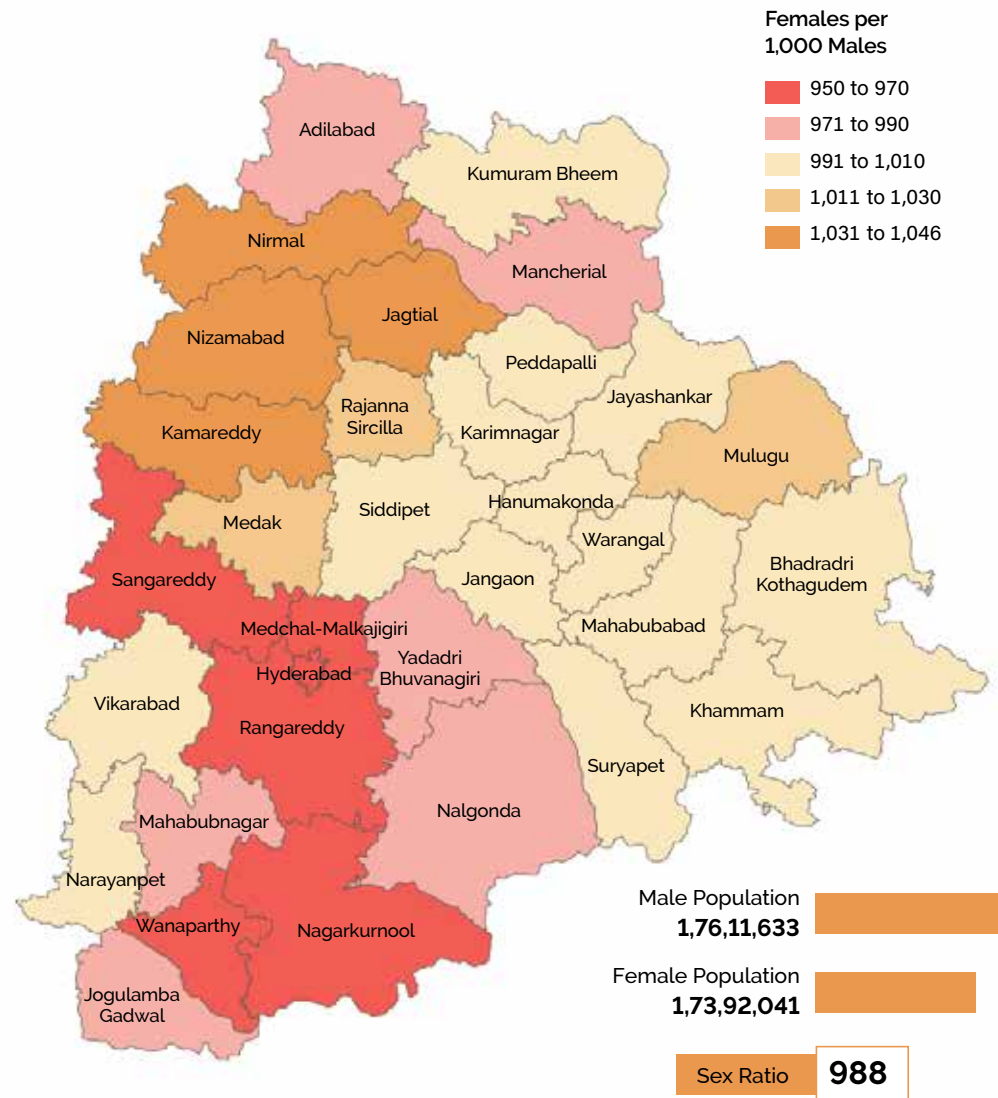 Females per
1,000 Males
950 to 970
971 to 990
991 to 1,010
1,011 to 1,030
1,031 to 1,046
Adilabad
Kumuram Bheem
Nirmal
Mancherial
Jagtial
Nizamabad
Peddapalli
Jayashankar
Rajanna
Sircilla
Kamareddy
Karimnagar
Mulugu
Siddipet
Hanumakonda
Medak
Warangal
Bhadradri
Kothagudem
Sangareddy
Jangaon
Medchal-Malkajigiri
Mahabubabad
Yadadri
Bhuvanagiri
Hyderabad
Vikarabad
Khammam
Rangareddy
Suryapet
Nalgonda
Mahabubnagar
Narayanpet
Wanaparthy
Nagarkurnool
Jogulamba
Gadwal
Male Population
1,76,11,633
Female Population
1,73,92,041
Sex Ratio
988